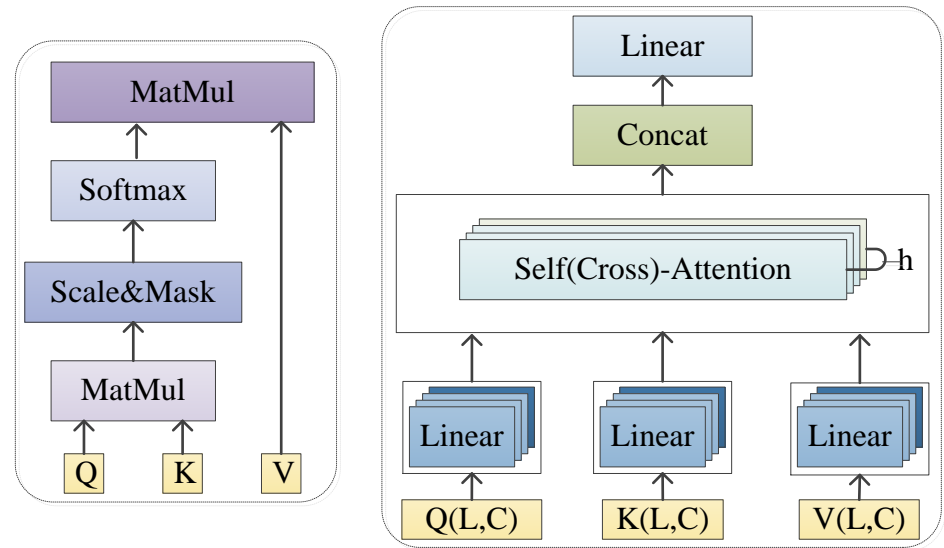 MatMul
Softmax
Scale&Mask
MatMul
Q K V
Linear
Concat
Self(Cross)-Attention h
Linear Linear Linear
Q(L,C) K(L,C) V(L,C)